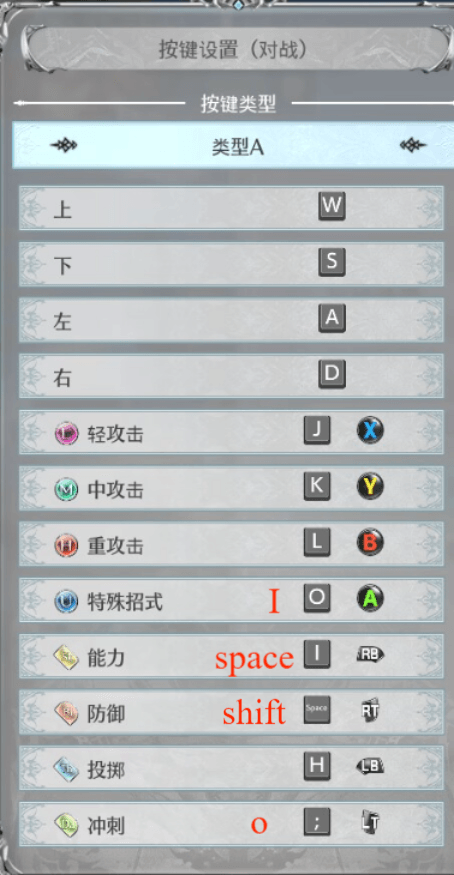 按键设置（对战）
按键类型
类型A
上 W
下 S
左 A
右 D
L 轻攻击 J X
M 中攻击 K Y
H 重攻击 L B
U 特殊招式 I O A
能力 space I RB
防御 shift Space RT
投掷 H LB
冲刺 o ; LT